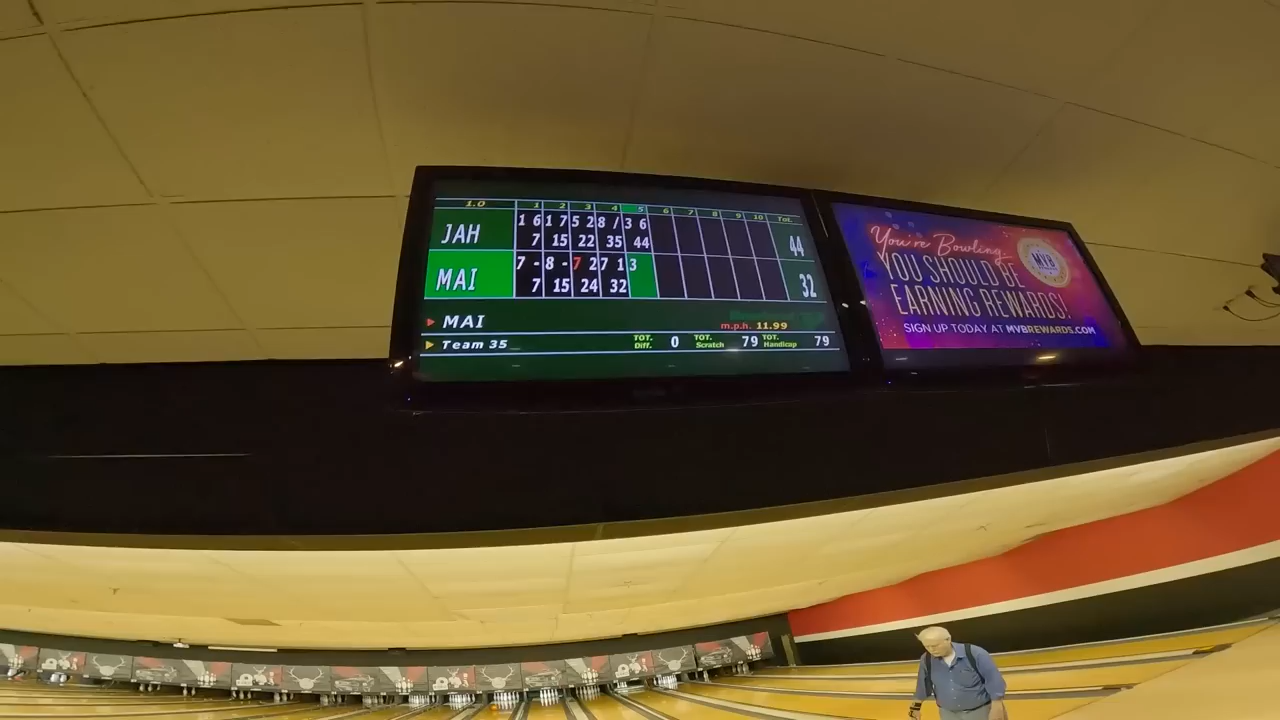 1.0 1 2 3 4 5 6 7 8 9 10 Tot.
JAH 1 6 1 7 5 2 8 / 3 6
7 15 22 35 44 44
MAI 7 - 8 - 7 2 7 1 3
7 15 24 32 32
MAI m.p.h. 11.99
Team 35 TOT. Diff. 0 TOT. Scratch 79 TOT. Handicap 79
You're Bowling...
YOU SHOULD BE
EARNING REWARDS!
SIGN UP TODAY AT MVBREWARDS.COM
MVB